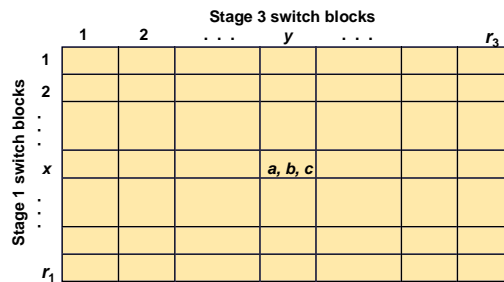 Stage 3 switch blocks
1 2 . . . y . . . r3
Stage 1 switch blocks
1
2
. . .
x a, b, c
. . .
r1